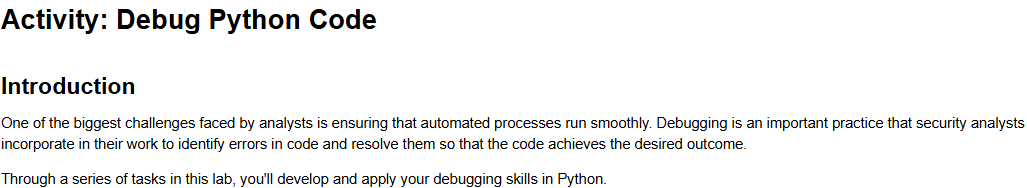 Activity: Debug Python Code
Introduction
One of the biggest challenges faced by analysts is ensuring that automated processes run smoothly. Debugging is an important practice that security analysts
incorporate in their work to identify errors in code and resolve them so that the code achieves the desired outcome.
Through a series of tasks in this lab, you'll develop and apply your debugging skills in Python.